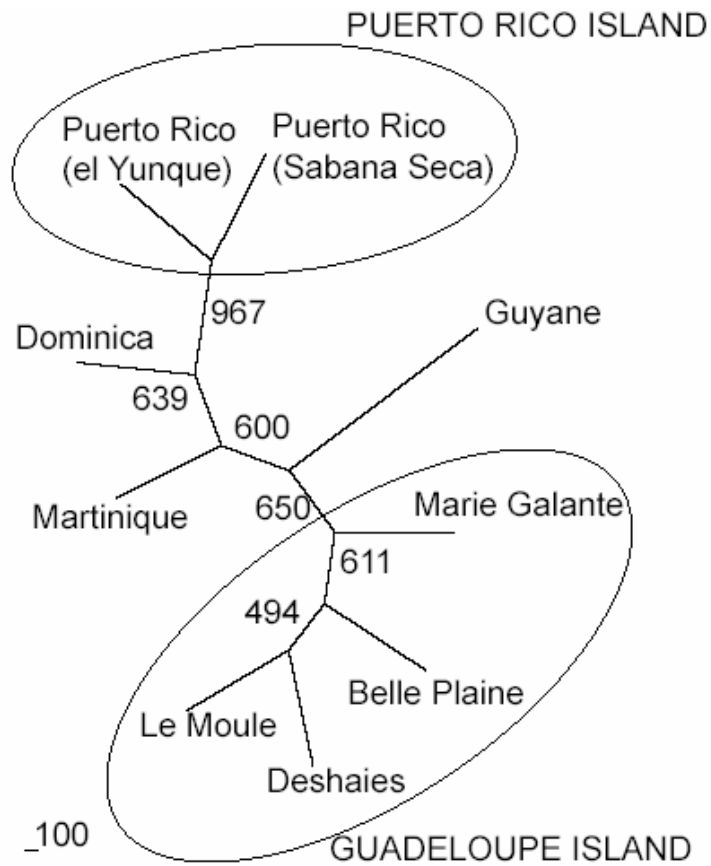 PUERTO RICO ISLAND
Puerto Rico
(el Yunque)
Puerto Rico
(Sabana Seca)
967
Guyane
Dominica
639
600
Martinique
650
Marie Galante
611
494
Belle Plaine
Le Moule
Deshaies
_100
GUADELOUPE ISLAND